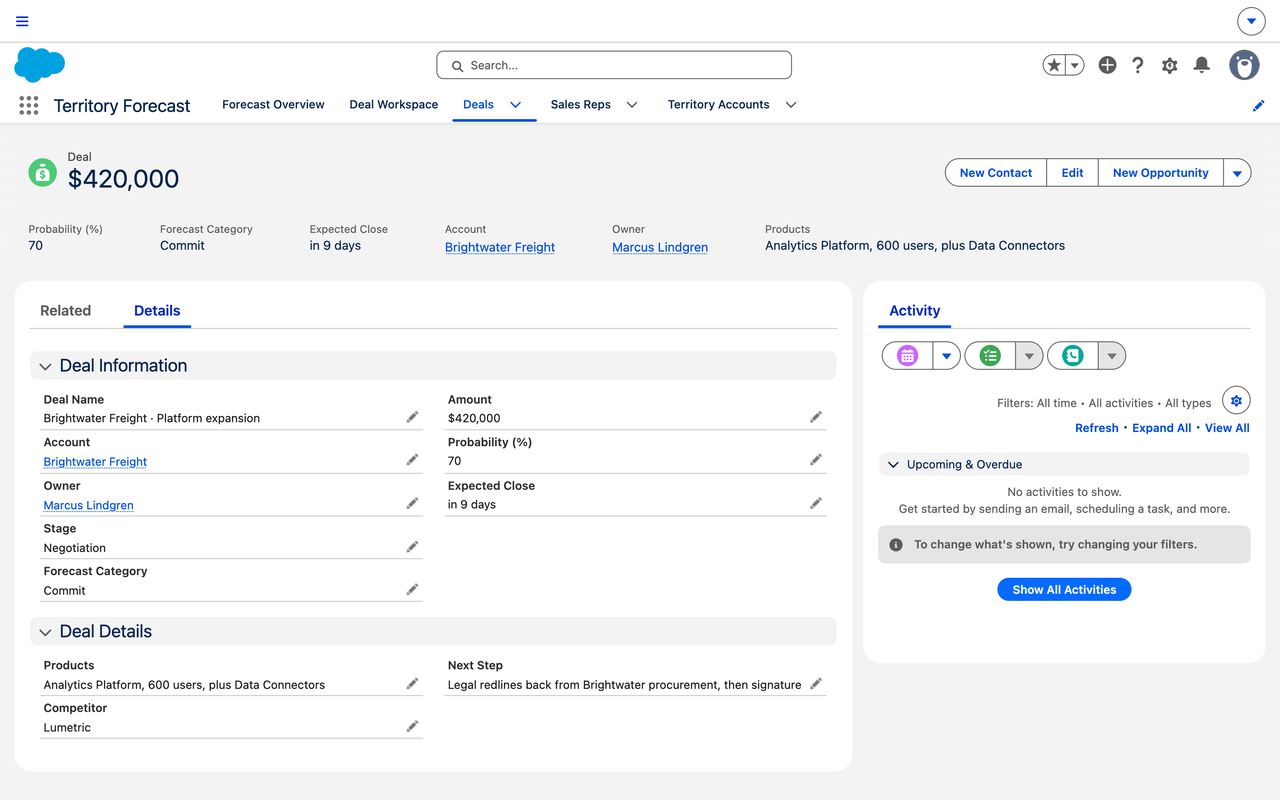 Search...
Territory Forecast
Forecast Overview
Deal Workspace
Deals
Sales Reps
Territory Accounts
Deal
$420,000
New Contact
Edit
New Opportunity
Probability (%)
70
Forecast Category
Commit
Expected Close
in 9 days
Account
Brightwater Freight
Owner
Marcus Lindgren
Products
Analytics Platform, 600 users, plus Data Connectors
Related
Details
Deal Information
Deal Name
Brightwater Freight · Platform expansion
Amount
$420,000
Account
Brightwater Freight
Probability (%)
70
Owner
Marcus Lindgren
Expected Close
in 9 days
Stage
Negotiation
Forecast Category
Commit
Deal Details
Products
Analytics Platform, 600 users, plus Data Connectors
Next Step
Legal redlines back from Brightwater procurement, then signature
Competitor
Lumetric
Activity
Filters: All time • All activities • All types
Refresh • Expand All • View All
Upcoming & Overdue
No activities to show.
Get started by sending an email, scheduling a task, and more.
To change what's shown, try changing your filters.
Show All Activities